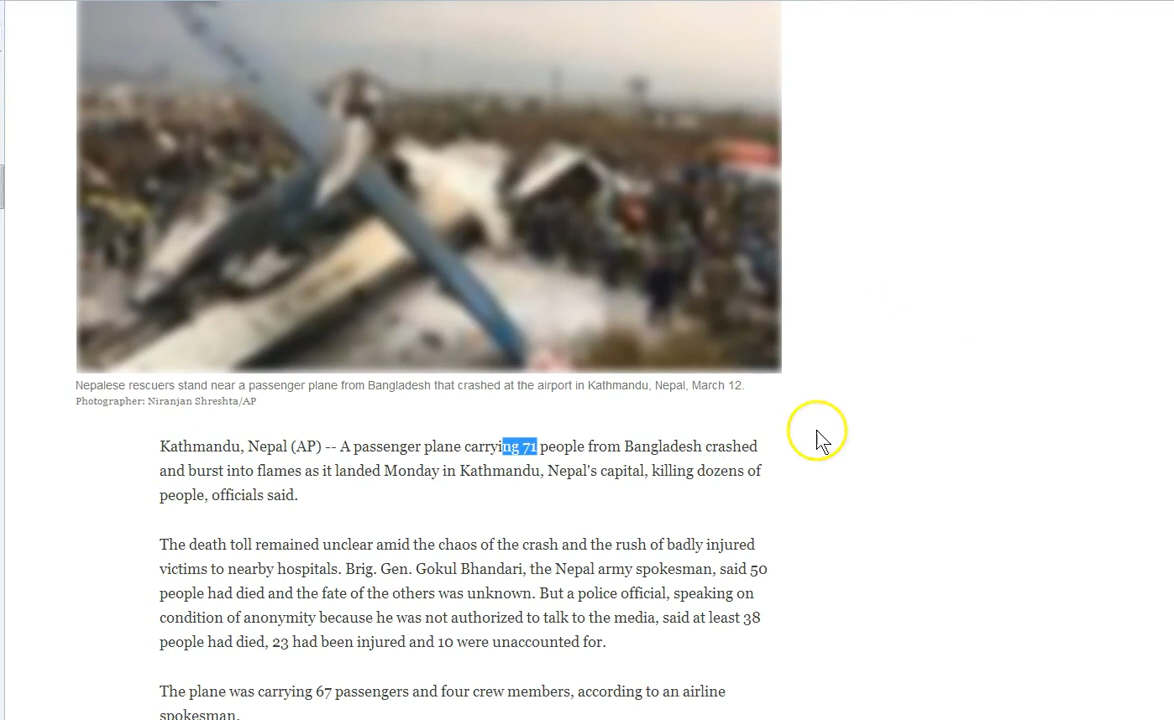 Nepalese rescuers stand near a passenger plane from Bangladesh that crashed at the airport in Kathmandu, Nepal, March 12.
Photographer: Niranjan Shreshta/AP
Kathmandu, Nepal (AP) -- A passenger plane carrying 71 people from Bangladesh crashed
and burst into flames as it landed Monday in Kathmandu, Nepal's capital, killing dozens of
people, officials said.
The death toll remained unclear amid the chaos of the crash and the rush of badly injured
victims to nearby hospitals. Brig. Gen. Gokul Bhandari, the Nepal army spokesman, said 50
people had died and the fate of the others was unknown. But a police official, speaking on
condition of anonymity because he was not authorized to talk to the media, said at least 38
people had died, 23 had been injured and 10 were unaccounted for.
The plane was carrying 67 passengers and four crew members, according to an airline
spokesman.